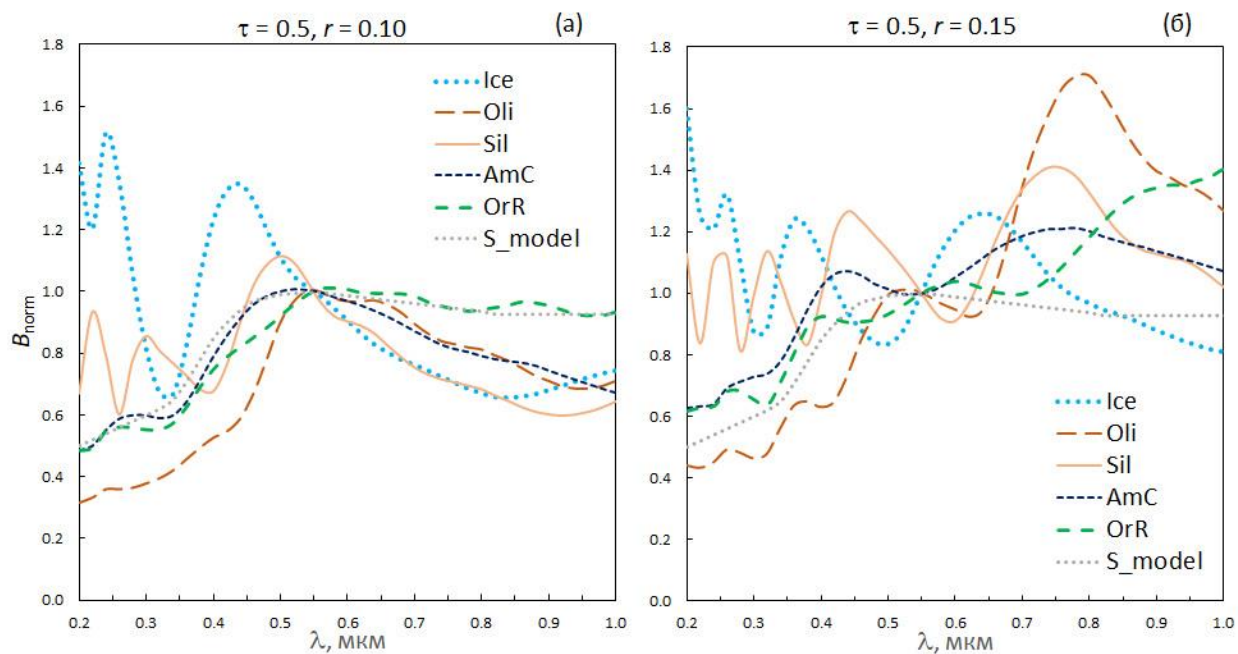 τ = 0.5, r = 0.10
(а)
1.8
1.6
1.4
1.2
1.0
0.8
0.6
0.4
0.2
0.0
B norm
Ice
Oli
Sil
AmC
OrR
S_model
0.2
0.3
0.4
0.5
0.6
0.7
0.8
0.9
1.0
λ, мкм
τ = 0.5, r = 0.15
(б)
1.8
1.6
1.4
1.2
1.0
0.8
0.6
0.4
0.2
0.0
Ice
Oli
Sil
AmC
OrR
S_model
0.2
0.3
0.4
0.5
0.6
0.7
0.8
0.9
1.0
λ, мкм